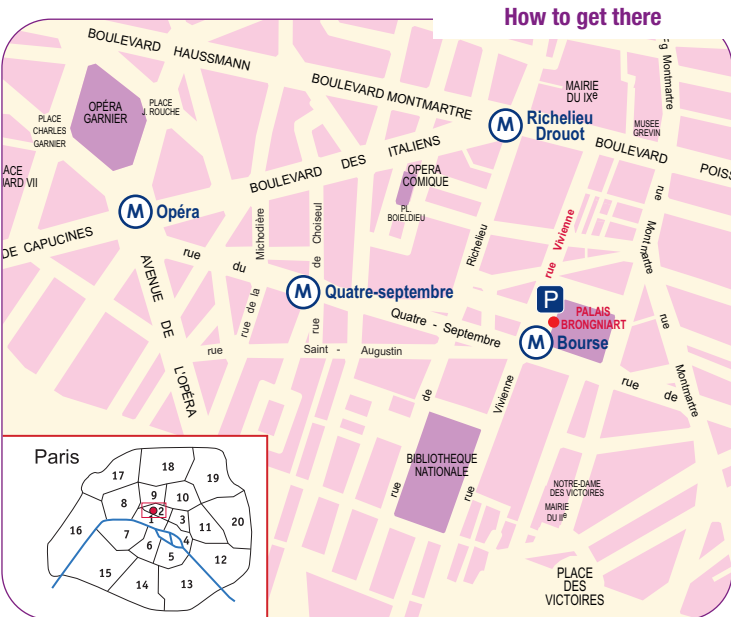 How to get there
BOULEVARD HAUSSMANN
BOULEVARD MONTMARTRE
Fg Montmartre
MAIRIE
DU IXe
OPÉRA
GARNIER
PLACE
J. ROUCHE
PLACE
CHARLES
GARNIER
M
Richelieu
Drouot
MUSEE
GREVIN
BOULEVARD POISS
ACE
ARD VII
BOULEVARD DES ITALIENS
OPERA
COMIQUE
PL.
BOIELDIEU
M
Opéra
DE CAPUCINES
rue du
rue de la Michodière
rue de Choiseul
Richelieu
rue Vivienne
rue Montmartre
AVENUE DE L'OPÉRA
M
Quatre-septembre
P
PALAIS
BRONGNIART
Quatre - Septembre
M
Bourse
rue Montmartre
rue Saint - Augustin
rue de
rue de
rue Vivienne
BIBLIOTHEQUE
NATIONALE
NOTRE-DAME
DES VICTOIRES
MAIRIE
DU IIe
PLACE
DES
VICTOIRES
Paris
17
18
19
8
9
10
2
1
3
11
20
16
7
6
4
5
12
15
14
13